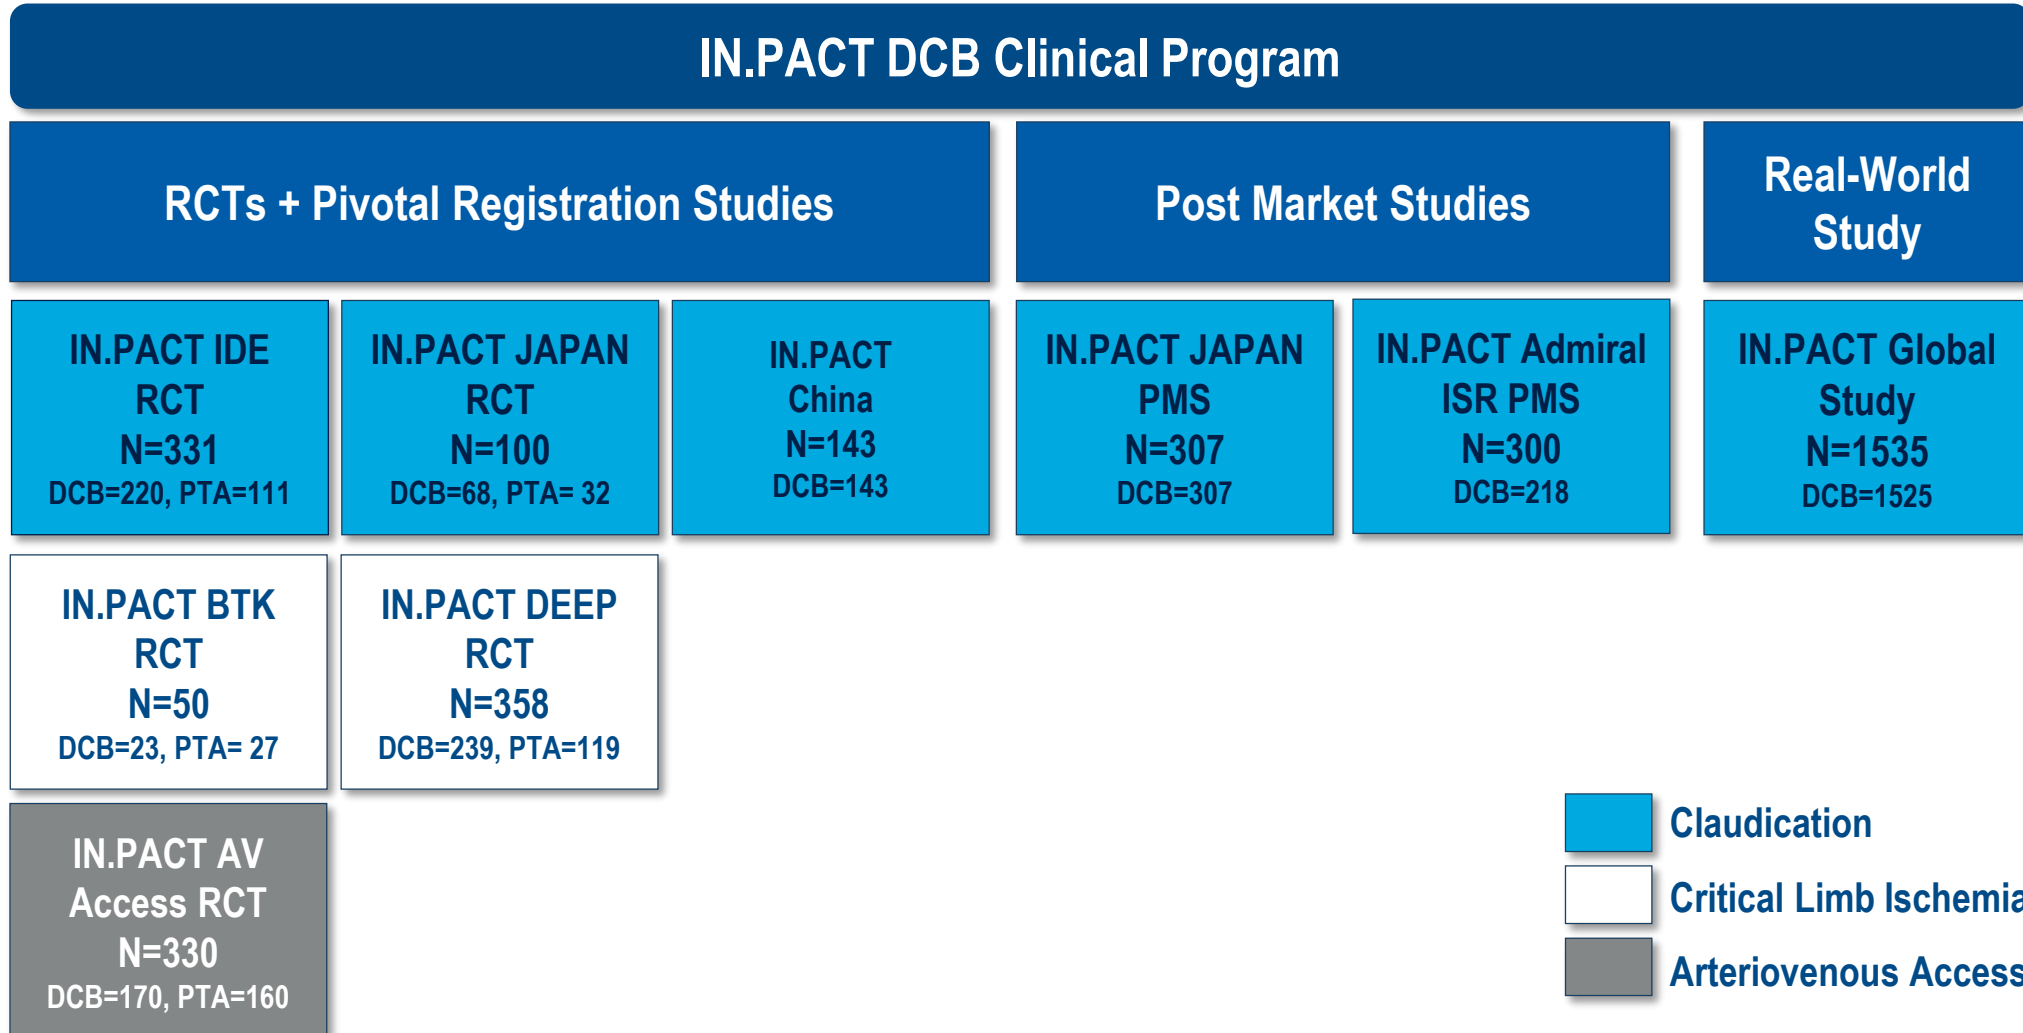 IN.PACT DCB Clinical Program
RCTs + Pivotal Registration Studies
Post Market Studies
Real-World
Study
IN.PACT IDE
RCT
N=331
DCB=220, PTA=111
IN.PACT JAPAN
RCT
N=100
DCB=68, PTA= 32
IN.PACT
China
N=143
DCB=143
IN.PACT JAPAN
PMS
N=307
DCB=307
IN.PACT Admiral
ISR PMS
N=300
DCB=218
IN.PACT Global
Study
N=1535
DCB=1525
IN.PACT BTK
RCT
N=50
DCB=23, PTA= 27
IN.PACT DEEP
RCT
N=358
DCB=239, PTA=119
IN.PACT AV
Access RCT
N=330
DCB=170, PTA=160
Claudication
Critical Limb Ischemia
Arteriovenous Access